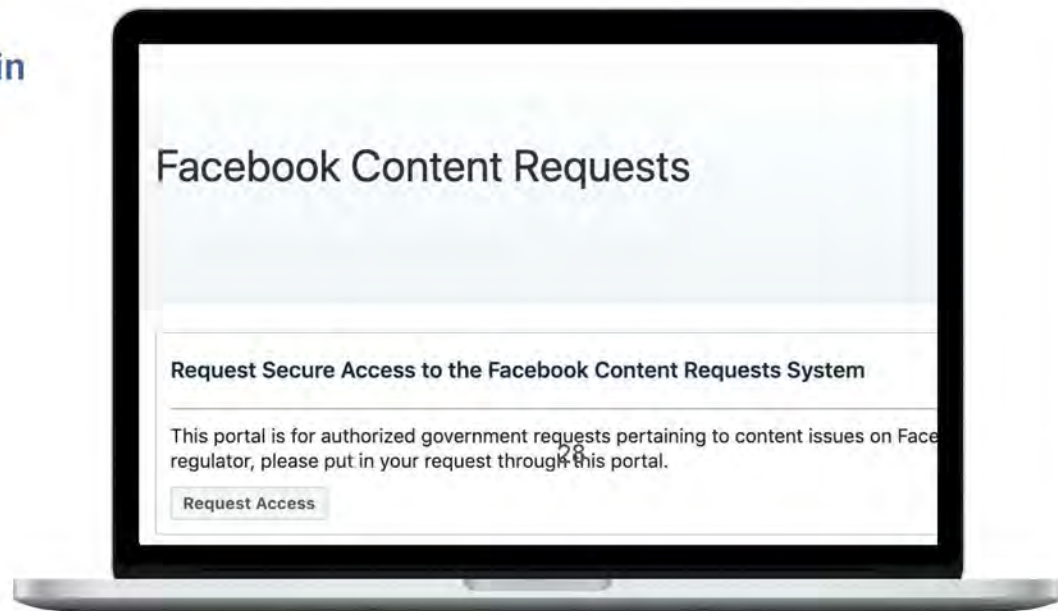 in
Facebook Content Requests
Request Secure Access to the Facebook Content Requests System
This portal is for authorized government requests pertaining to content issues on Face
regulator, please put in your request through this portal.
28
Request Access